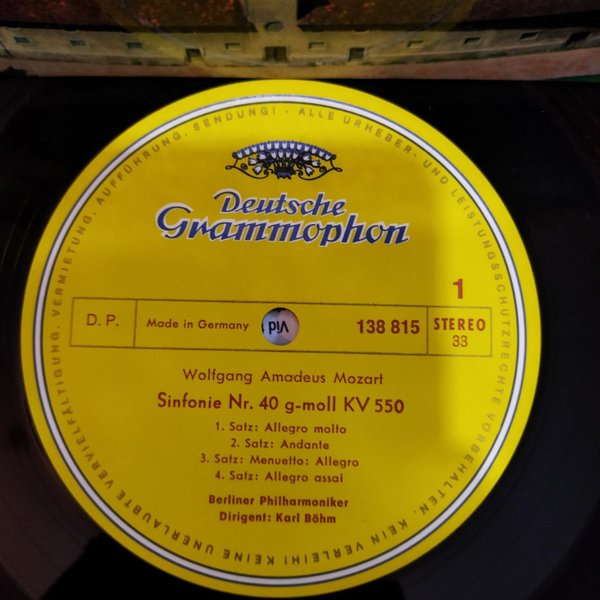 ALLE URHEBER- UND LEISTUNGSSCHUTZRECHTE VORBEHALTEN. KEIN VERLEIH! KEINE UNERLAUBTE VERVIELFÄLTIGUNG, VERMIETUNG, AUFFÜHRUNG, SENDUNG! ·
Deutsche
Grammophon
1
D. P.
Made in Germany
138 815
STEREO
33
Wolfgang Amadeus Mozart
Sinfonie Nr. 40 g-moll KV 550
1. Satz: Allegro molto
2. Satz: Andante
3. Satz: Menuetto: Allegro
4. Satz: Allegro assai
Berliner Philharmoniker
Dirigent: Karl Böhm